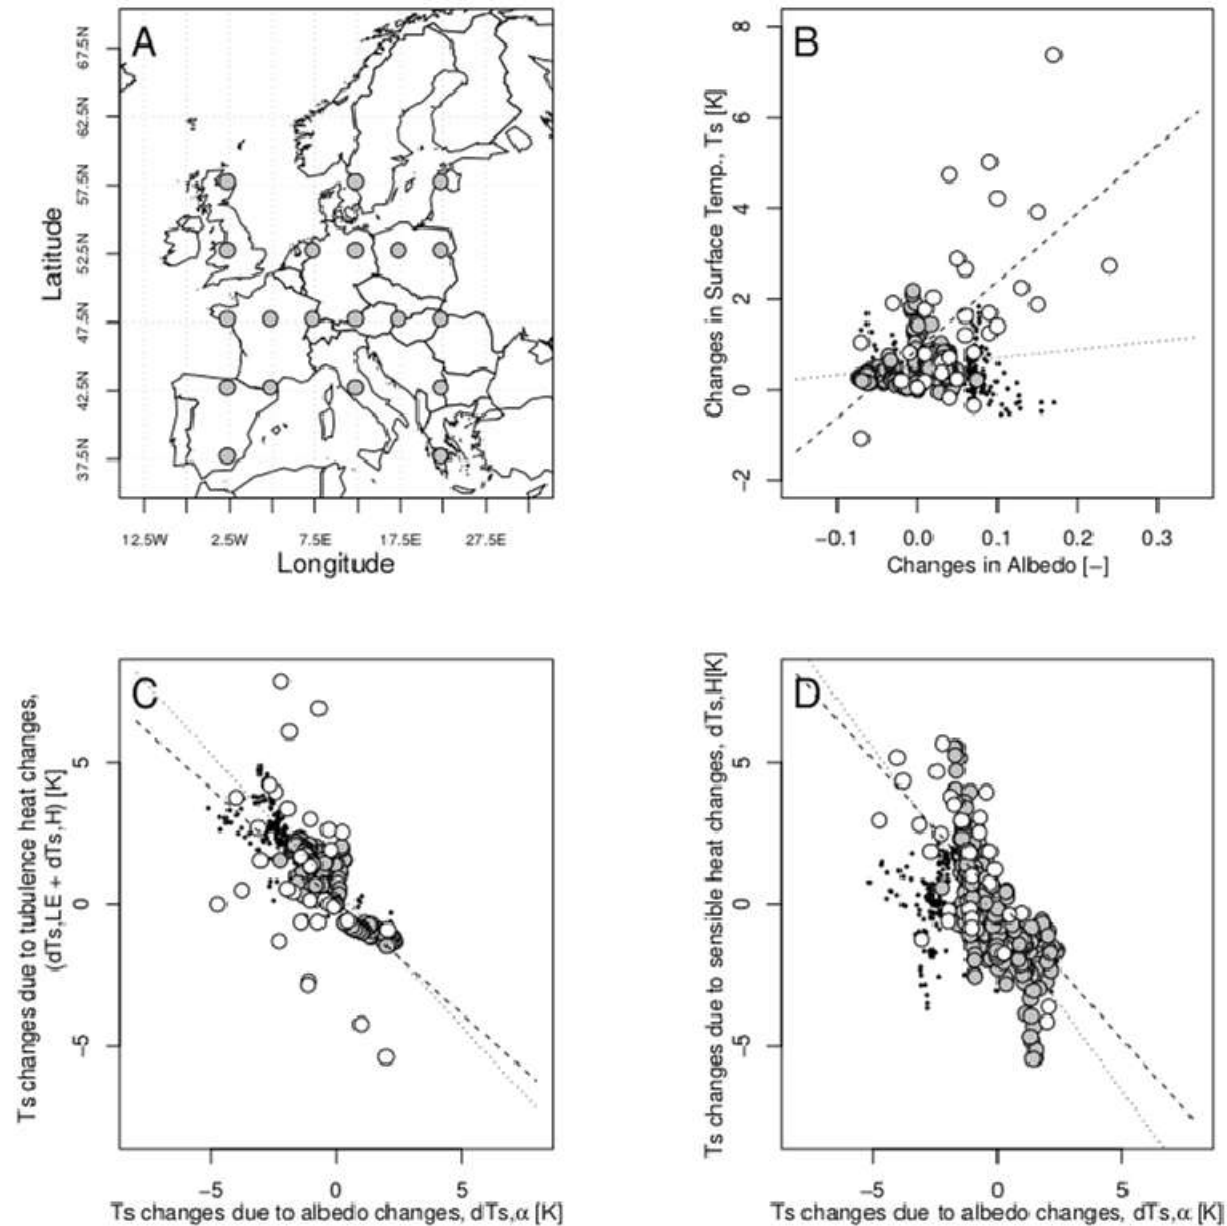 A
67.5N
62.5N
57.5N
52.5N
47.5N
42.5N
37.5N
Latitude
12.5W 2.5W 7.5E 17.5E 27.5E
Longitude
B
8
6
4
2
0
−2
Changes in Surface Temp., Ts [K]
−0.1 0.0 0.1 0.2 0.3
Changes in Albedo [−]
C
5
0
−5
Ts changes due to tubulence heat changes,
(dTs,LE + dTs,H) [K]
−5 0 5
Ts changes due to albedo changes, dTs,α [K]
D
5
0
−5
Ts changes due to sensible heat changes, dTs,H[K]
−5 0 5
Ts changes due to albedo changes, dTs,α [K]